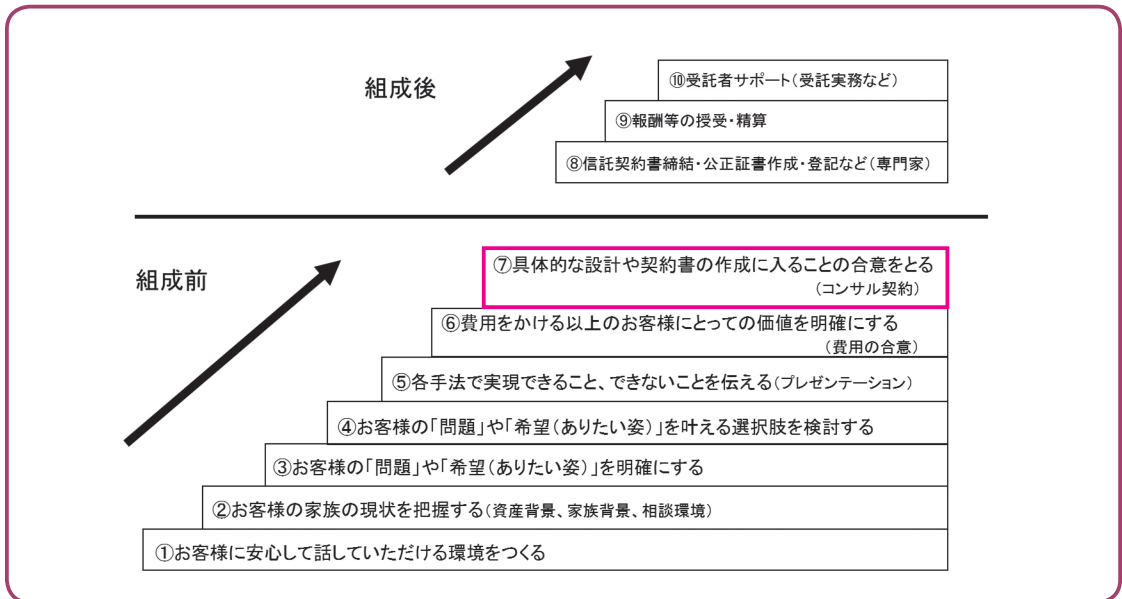 組成後
⑩受託者サポート(受託実務など)
⑨報酬等の授受・精算
⑧信託契約書締結・公正証書作成・登記など(専門家)
組成前
⑦具体的な設計や契約書の作成に入ることの合意をとる
(コンサル契約)
⑥費用をかける以上のお客様にとっての価値を明確にする
(費用の合意)
⑤各手法で実現できること、できないことを伝える(プレゼンテーション)
④お客様の「問題」や「希望(ありたい姿)」を叶える選択肢を検討する
③お客様の「問題」や「希望(ありたい姿)」を明確にする
②お客様の家族の現状を把握する(資産背景、家族背景、相談環境)
①お客様に安心して話していただける環境をつくる